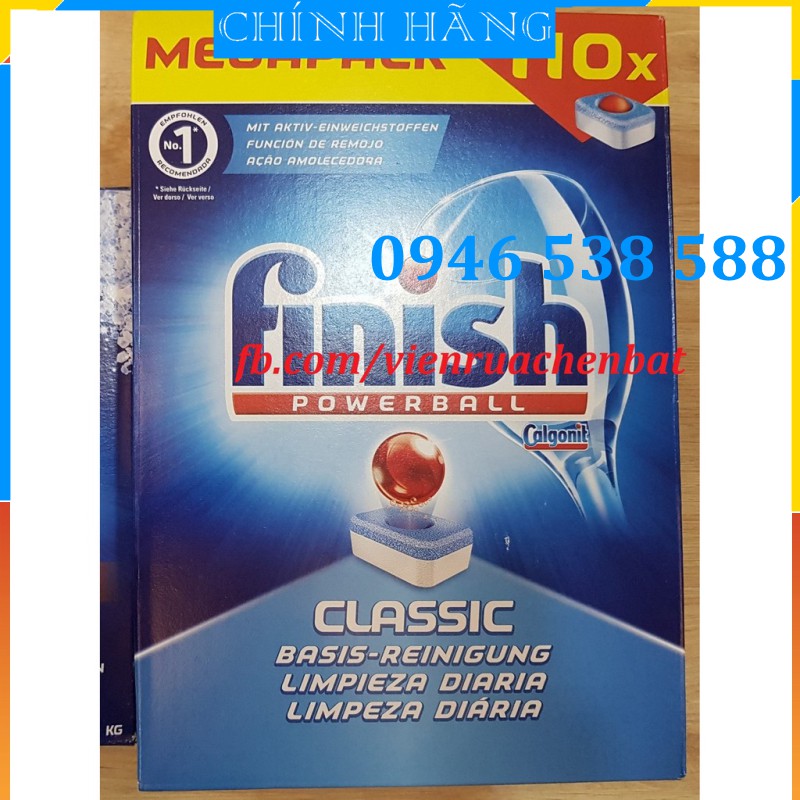 CHÍNH HÃNG
MEGAPACK
110x
EMPFOHLEN
No.1*
RECOMENDADA
* Siehe Rückseite /
Ver dorso / Ver verso
MIT AKTIV-EINWEICHSTOFFEN
FUNCIÓN DE REMOJO
AÇÃO AMOLECEDORA
0946 538 588
finish
fb.com/vienruachenbat
POWERBALL
Calgonit
CLASSIC
BASIS-REINIGUNG
LIMPIEZA DIARIA
LIMPEZA DIÁRIA
N
KG